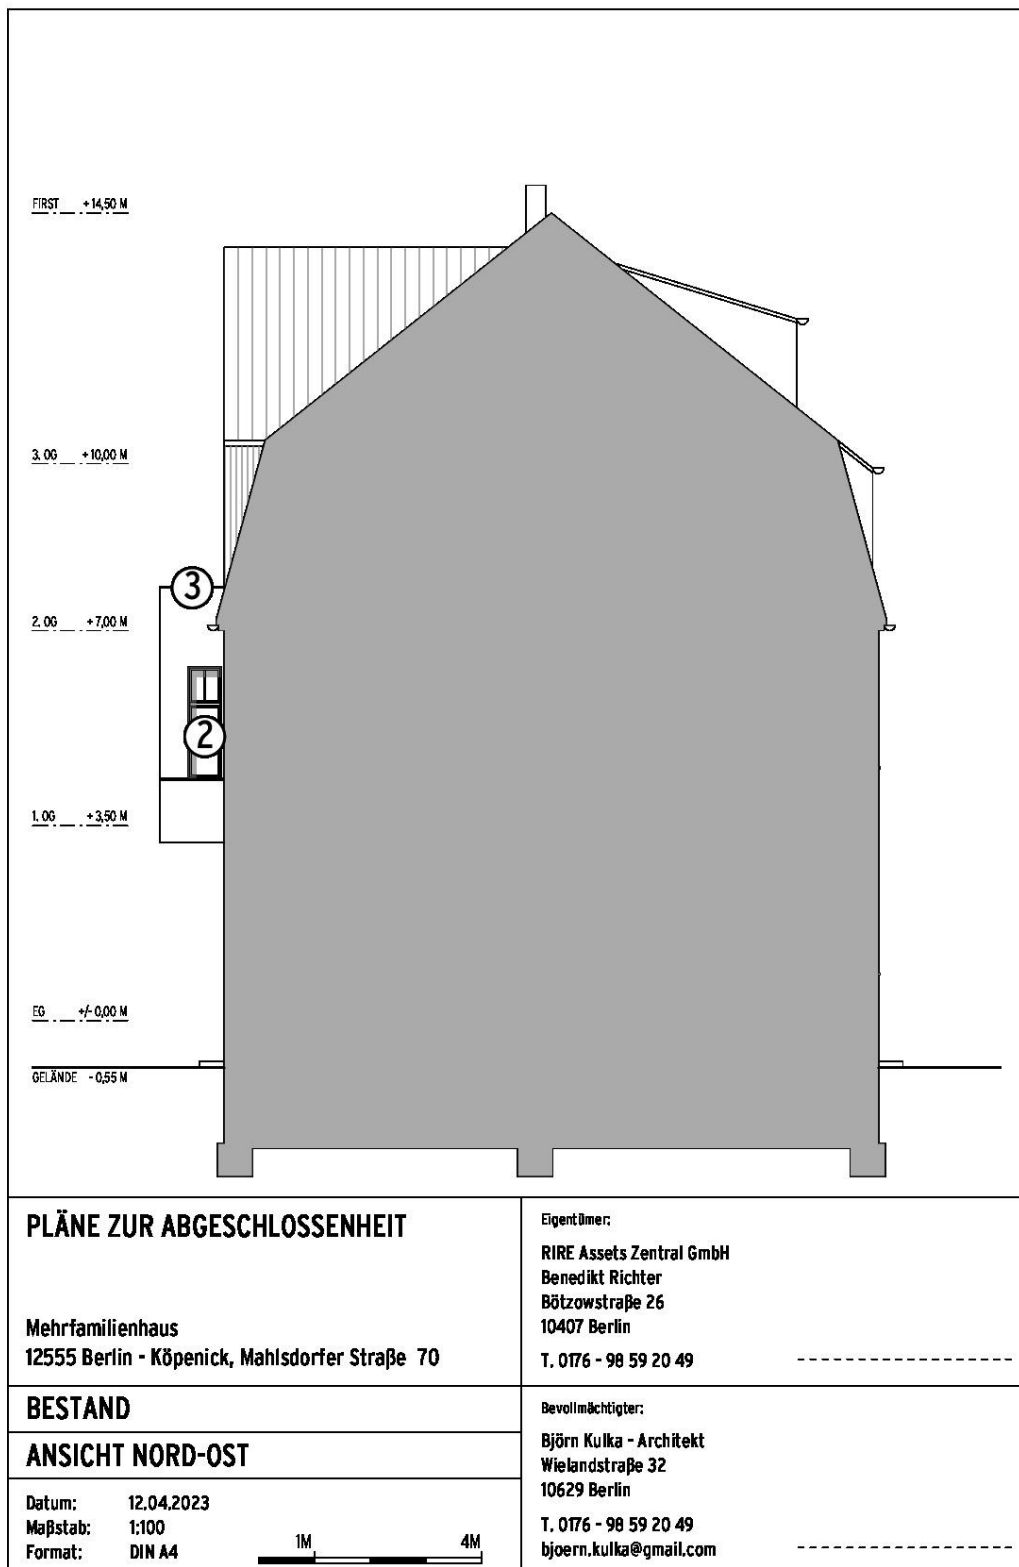 FIRST +14,50 M
3. OG +10,00 M
3
2. OG +7,00 M
2
1. OG +3,50 M
EG +/- 0,00 M
GELÄNDE - 0,55 M
PLÄNE ZUR ABGESCHLOSSENHEIT
Mehrfamilienhaus
12555 Berlin - Köpenick, Mahlsdorfer Straße 70
BESTAND
ANSICHT NORD-OST
Datum: 12.04.2023
Maßstab: 1:100
Format: DIN A4
1M 4M
Eigentümer:
RIRE Assets Zentral GmbH
Benedikt Richter
Bötzowstraße 26
10407 Berlin
T. 0176 - 98 59 20 49
Bevollmächtigter:
Björn Kulka - Architekt
Wielandstraße 32
10629 Berlin
T. 0176 - 98 59 20 49
bjoern.kulka@gmail.com